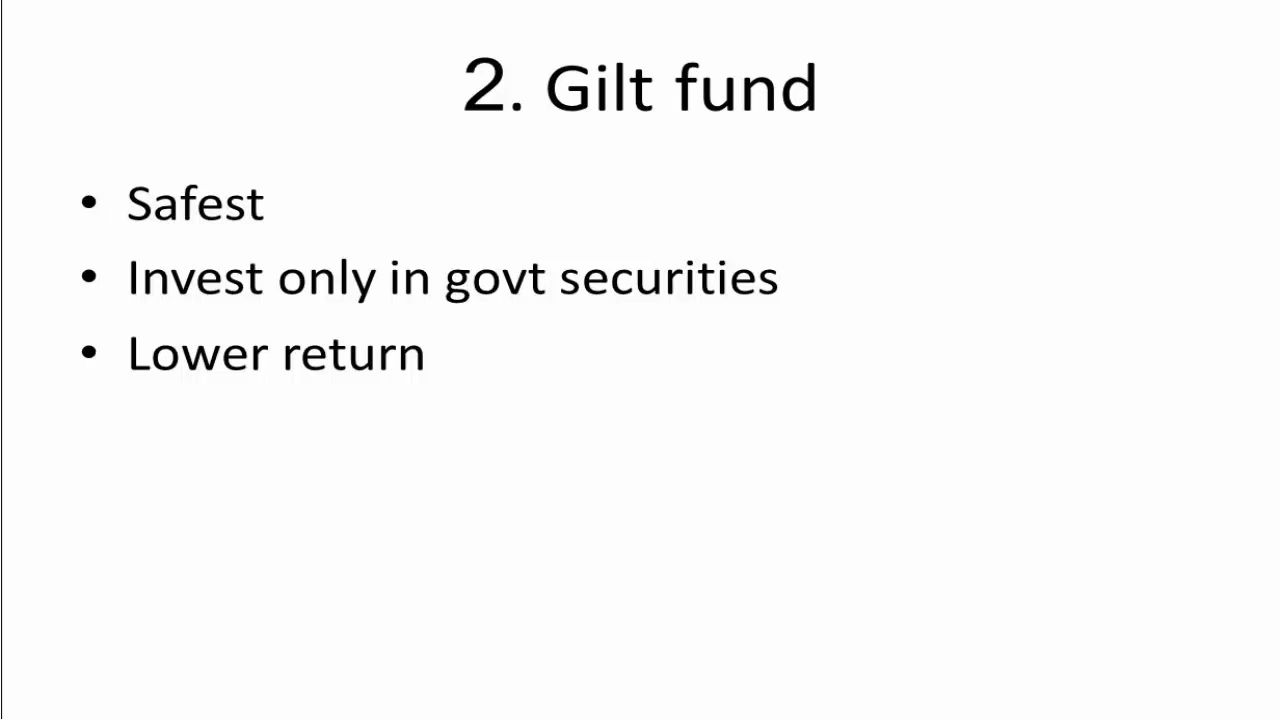 2. Gilt fund
• Safest
• Invest only in govt securities
• Lower return